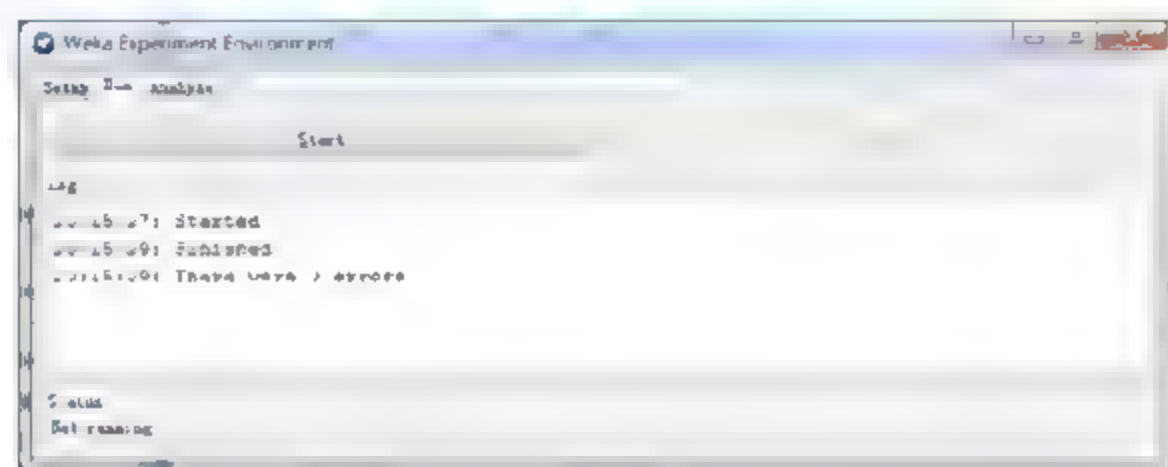 Weka Experiment Environment
Setup Run Analyse
Start
Log
Started
Finished
There were errors
Status
Not running